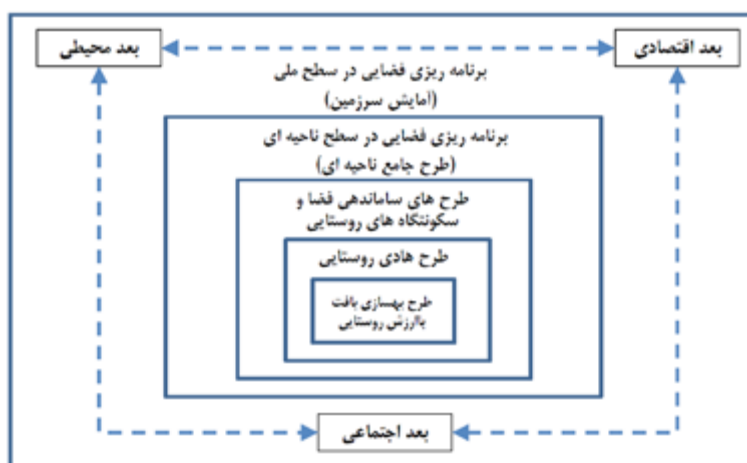 بعد اقتصادی
بعد محیطی
برنامه ریزی فضایی در سطح ملی
(آمایش سرزمین)
برنامه ریزی فضایی در سطح ناحیه ای
(طرح جامع ناحیه ای)
طرح های ساماندهی فضا و
سکونتگاه های روستایی
طرح هادی روستایی
طرح بهسازی بافت
باارزش روستایی
بعد اجتماعی